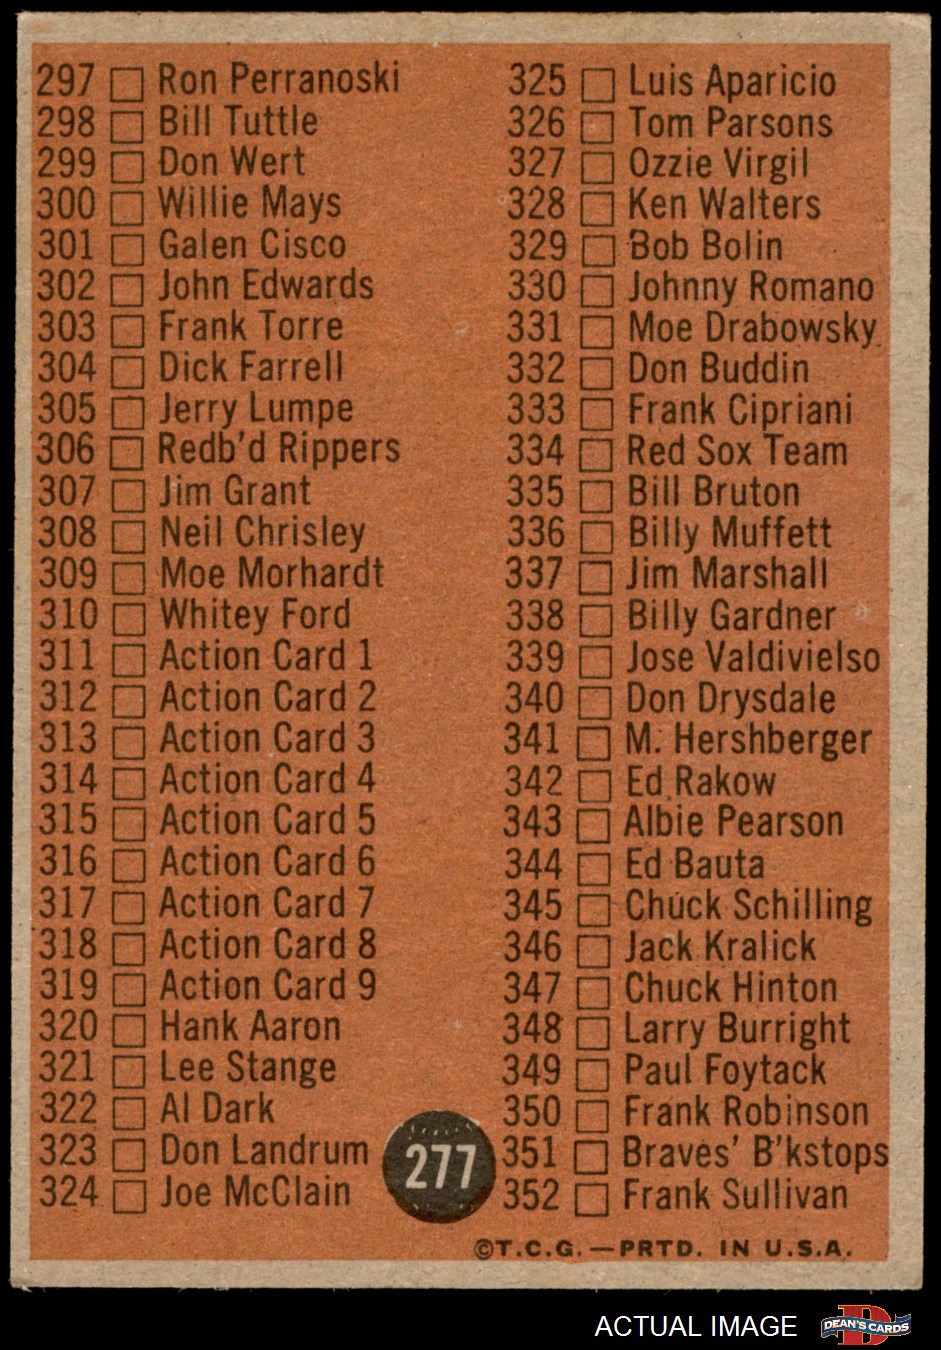 297 Ron Perranoski
298 Bill Tuttle
299 Don Wert
300 Willie Mays
301 Galen Cisco
302 John Edwards
303 Frank Torre
304 Dick Farrell
305 Jerry Lumpe
306 Redb'd Rippers
307 Jim Grant
308 Neil Chrisley
309 Moe Morhardt
310 Whitey Ford
311 Action Card 1
312 Action Card 2
313 Action Card 3
314 Action Card 4
315 Action Card 5
316 Action Card 6
317 Action Card 7
318 Action Card 8
319 Action Card 9
320 Hank Aaron
321 Lee Stange
322 Al Dark
323 Don Landrum
324 Joe McClain
277
325 Luis Aparicio
326 Tom Parsons
327 Ozzie Virgil
328 Ken Walters
329 Bob Bolin
330 Johnny Romano
331 Moe Drabowsky
332 Don Buddin
333 Frank Cipriani
334 Red Sox Team
335 Bill Bruton
336 Billy Muffett
337 Jim Marshall
338 Billy Gardner
339 Jose Valdivielso
340 Don Drysdale
341 M. Hershberger
342 Ed Rakow
343 Albie Pearson
344 Ed Bauta
345 Chuck Schilling
346 Jack Kralick
347 Chuck Hinton
348 Larry Burright
349 Paul Foytack
350 Frank Robinson
351 Braves' B'kstops
352 Frank Sullivan
©T.C.G.—PRTD. IN U.S.A.
ACTUAL IMAGE
D
DEAN'S CARDS